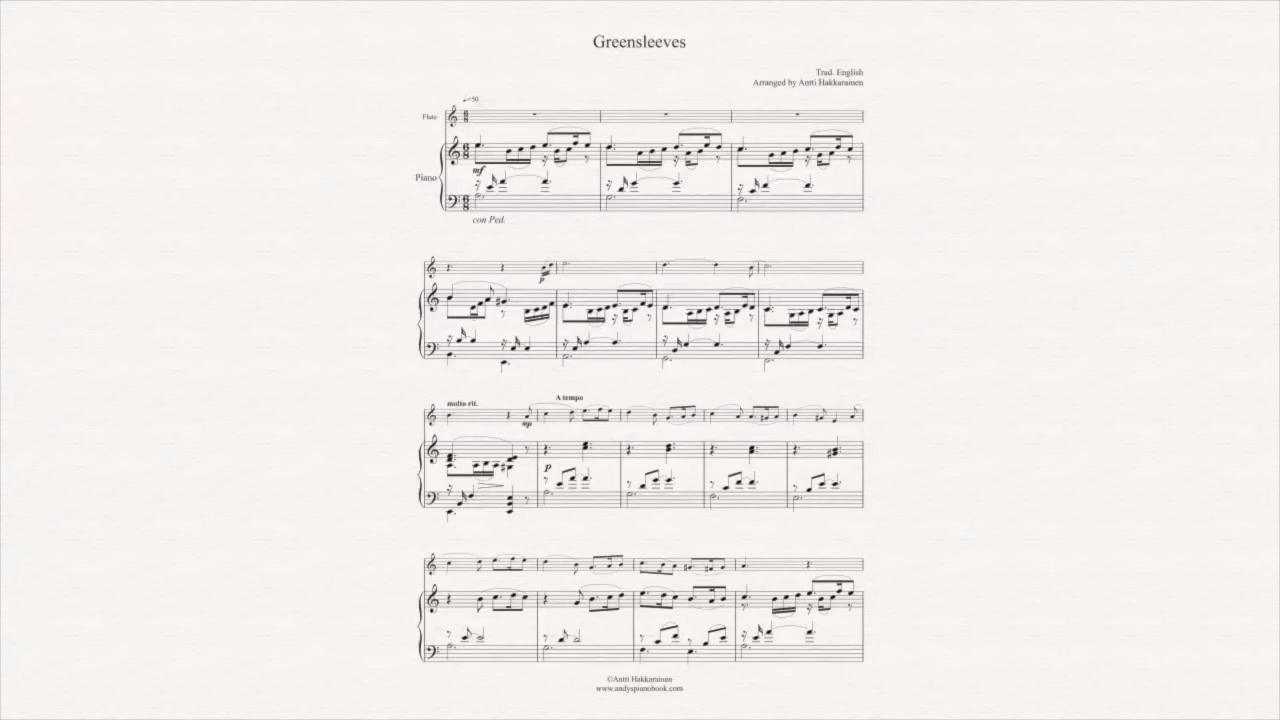 Greensleeves
Trad. English
Arranged by Antti Hakkarainen
♩.=50
Flute
mf
Piano
con Ped.
p
molto rit.
A tempo
mp
p
©Antti Hakkarainen
www.andyspianobook.com